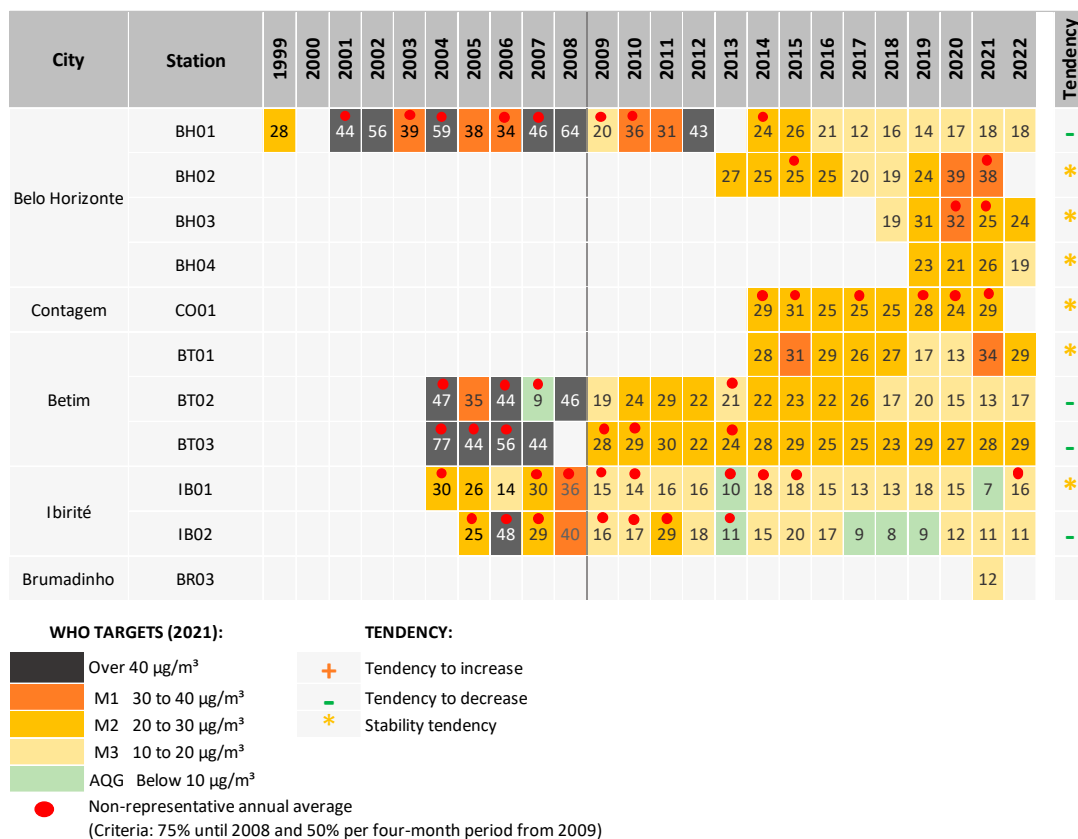 City Station 1999 2000 2001 2002 2003 2004 2005 2006 2007 2008 2009 2010 2011 2012 2013 2014 2015 2016 2017 2018 2019 2020 2021 2022 Tendency
BH01 28 44 56 39 59 38 34 46 64 20 36 31 43 24 26 21 12 16 14 17 18 18 -
BH02 27 25 25 25 20 19 24 39 38 *
Belo Horizonte
BH03 19 31 32 25 24 *
BH04 23 21 26 19 *
Contagem CO01 29 31 25 25 25 28 24 29 *
BT01 28 31 29 26 27 17 13 34 29 *
Betim BT02 47 35 44 9 46 19 24 29 22 21 22 23 22 26 17 20 15 13 17 -
BT03 77 44 56 44 28 29 30 22 24 28 29 25 25 23 29 27 28 29 -
IB01 30 26 14 30 36 15 14 16 16 10 18 18 15 13 13 18 15 7 16 *
Ibirité
IB02 25 48 29 40 16 17 29 18 11 15 20 17 9 8 9 12 11 11 -
Brumadinho BR03 12
WHO TARGETS (2021): TENDENCY:
Over 40 µg/m³ + Tendency to increase
M1 30 to 40 µg/m³ - Tendency to decrease
M2 20 to 30 µg/m³ * Stability tendency
M3 10 to 20 µg/m³
AQG Below 10 µg/m³
Non-representative annual average
(Criteria: 75% until 2008 and 50% per four-month period from 2009)